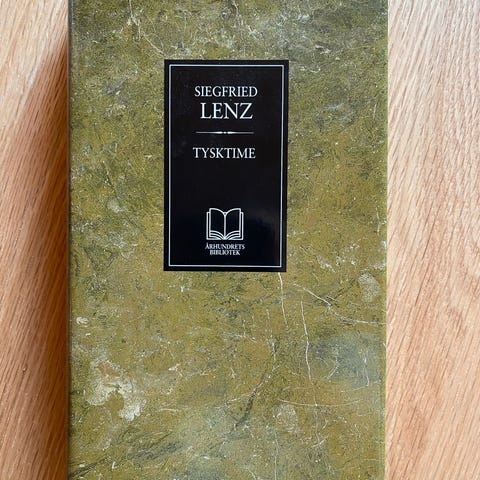 SIEGFRIED
LENZ
TYSKTIME
ÅRHUNDRETS
BIBLIOTEK